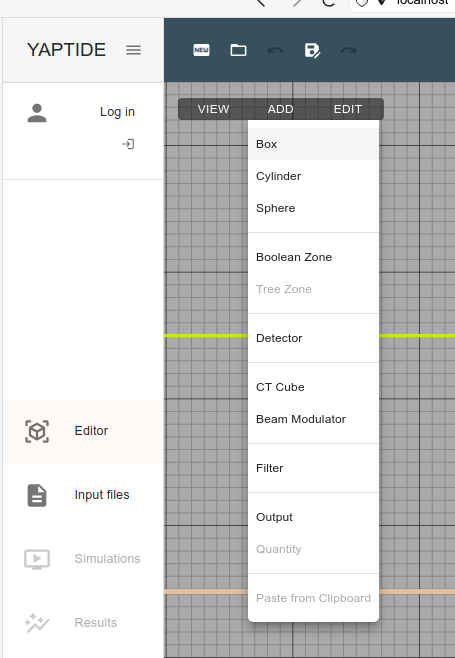 localhost
YAPTIDE
NEW
Log in
VIEW ADD EDIT
Box
Cylinder
Sphere
Boolean Zone
Tree Zone
Detector
CT Cube
Beam Modulator
Filter
Output
Quantity
Paste from Clipboard
Editor
Input files
Simulations
Results